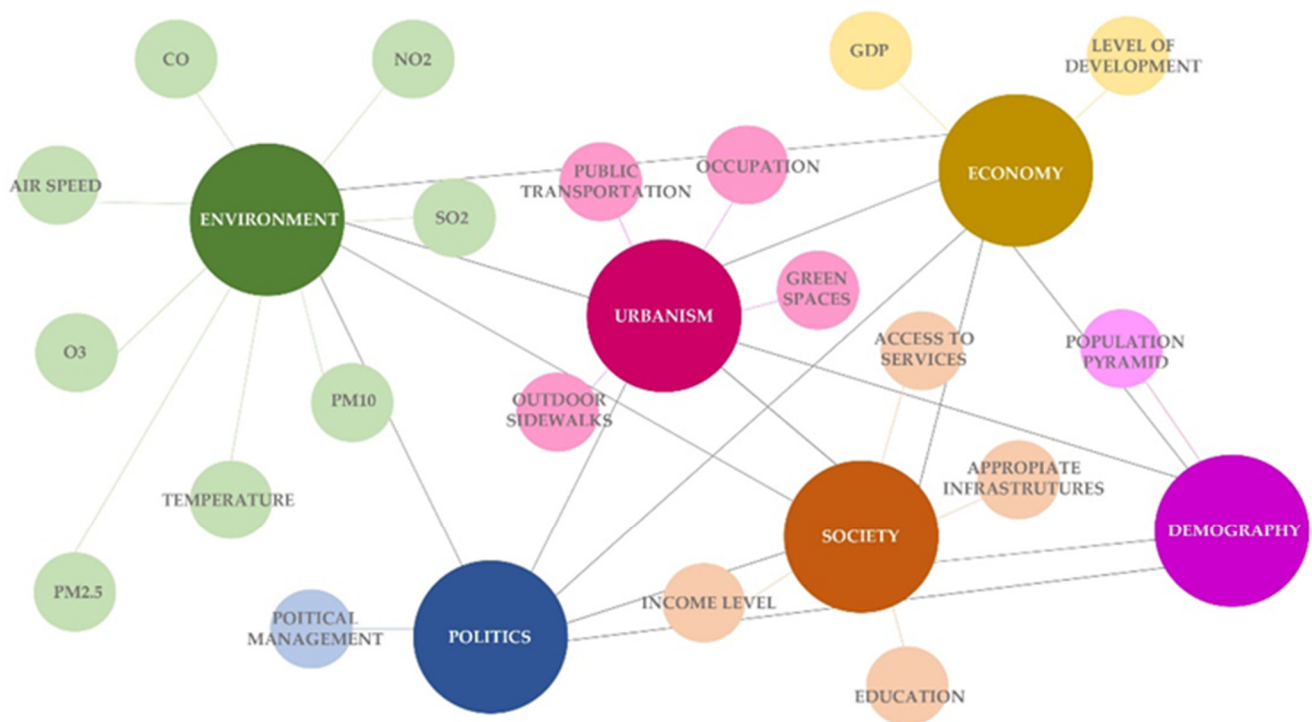 CO
NO2
GDP
LEVEL OF
DEVELOPMENT
AIR SPEED
ENVIRONMENT
SO2
PUBLIC
TRANSPORTATION
OCCUPATION
ECONOMY
GREEN
SPACES
URBANISM
O3
PM10
OUTDOOR
SIDEWALKS
ACCESS TO
SERVICES
POPULATION
PYRAMID
TEMPERATURE
APPROPIATE
INFRASTRUTURES
SOCIETY
DEMOGRAPHY
PM2.5
POITICAL
MANAGEMENT
POLITICS
INCOME LEVEL
EDUCATION